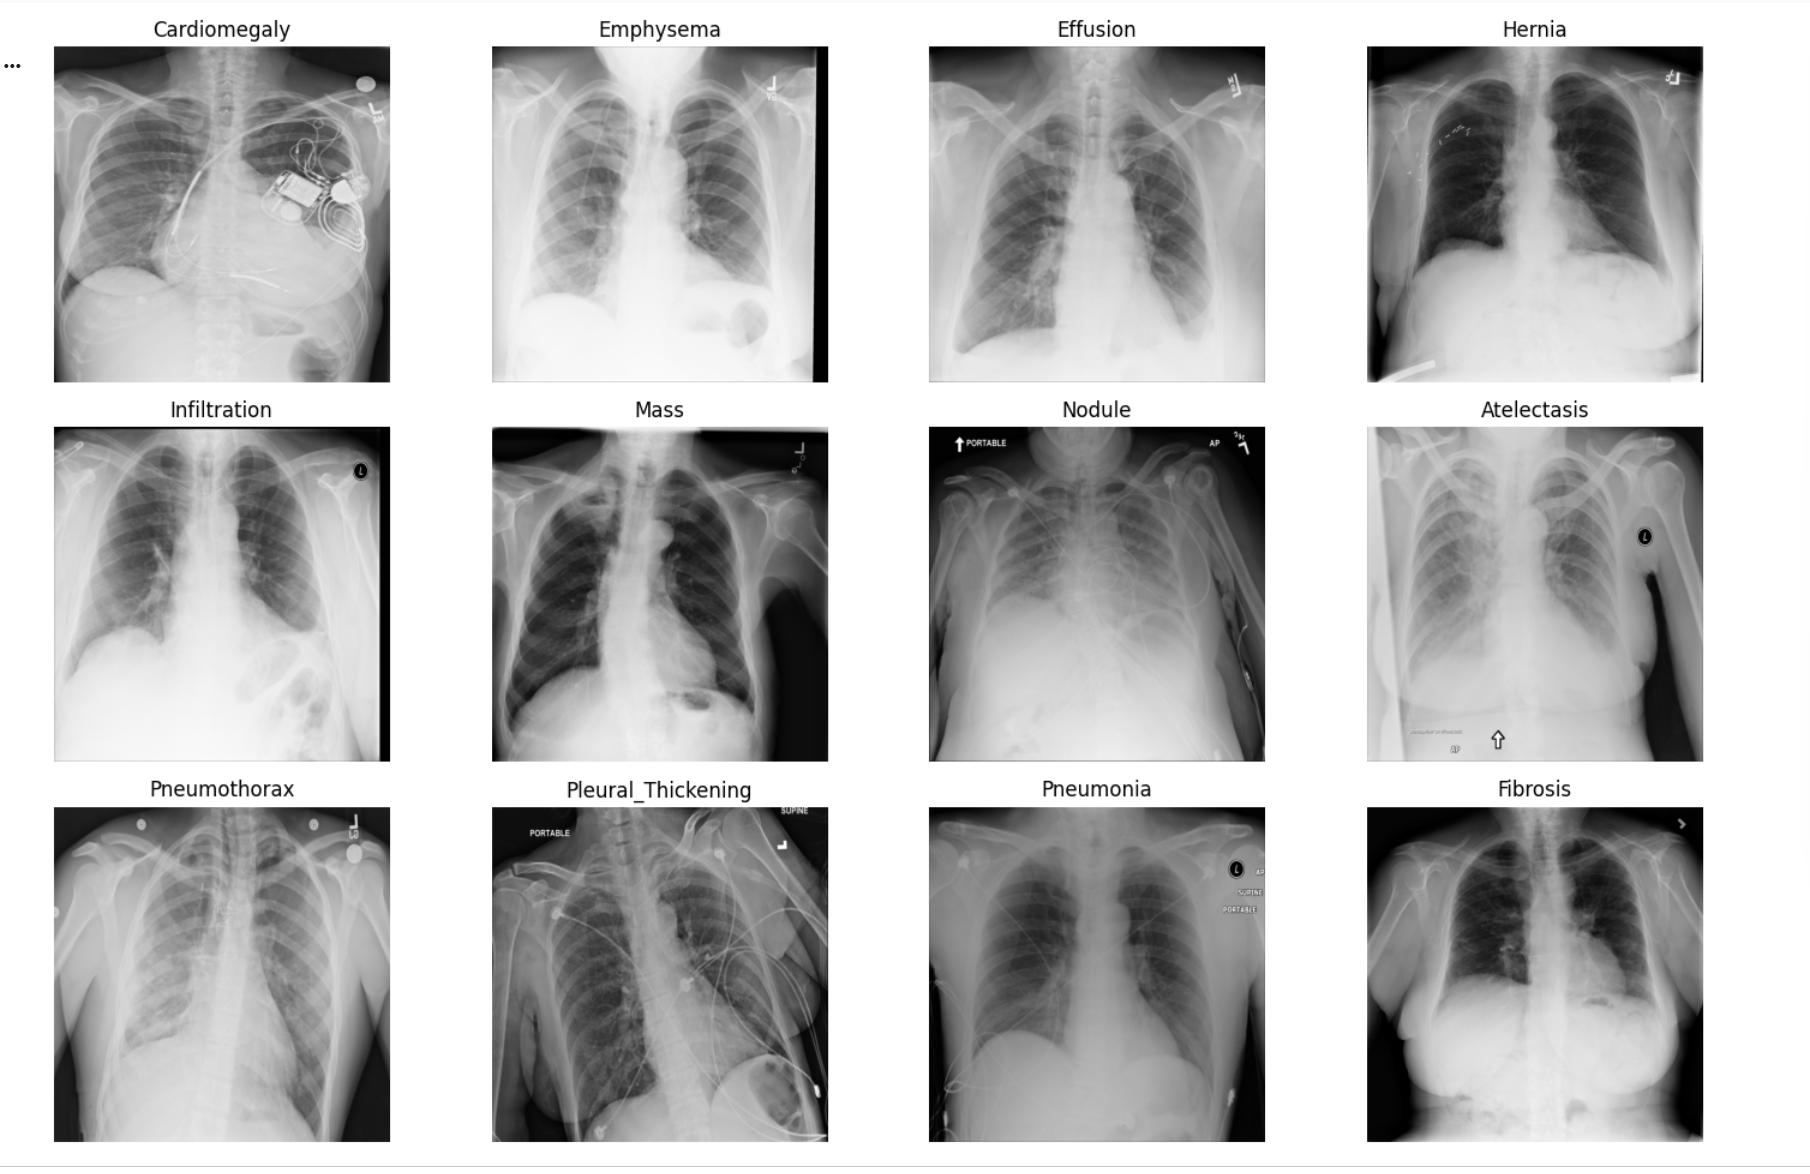 Cardiomegaly
Emphysema
Effusion
Hernia
...
L
L
Infiltration
Mass
Nodule
Atelectasis
L
L
PORTABLE
AP
L
AP
Pneumothorax
Pleural_Thickening
Pneumonia
Fibrosis
L
PORTABLE
SUPINE
L
L
AP
SUPINE
PORTABLE